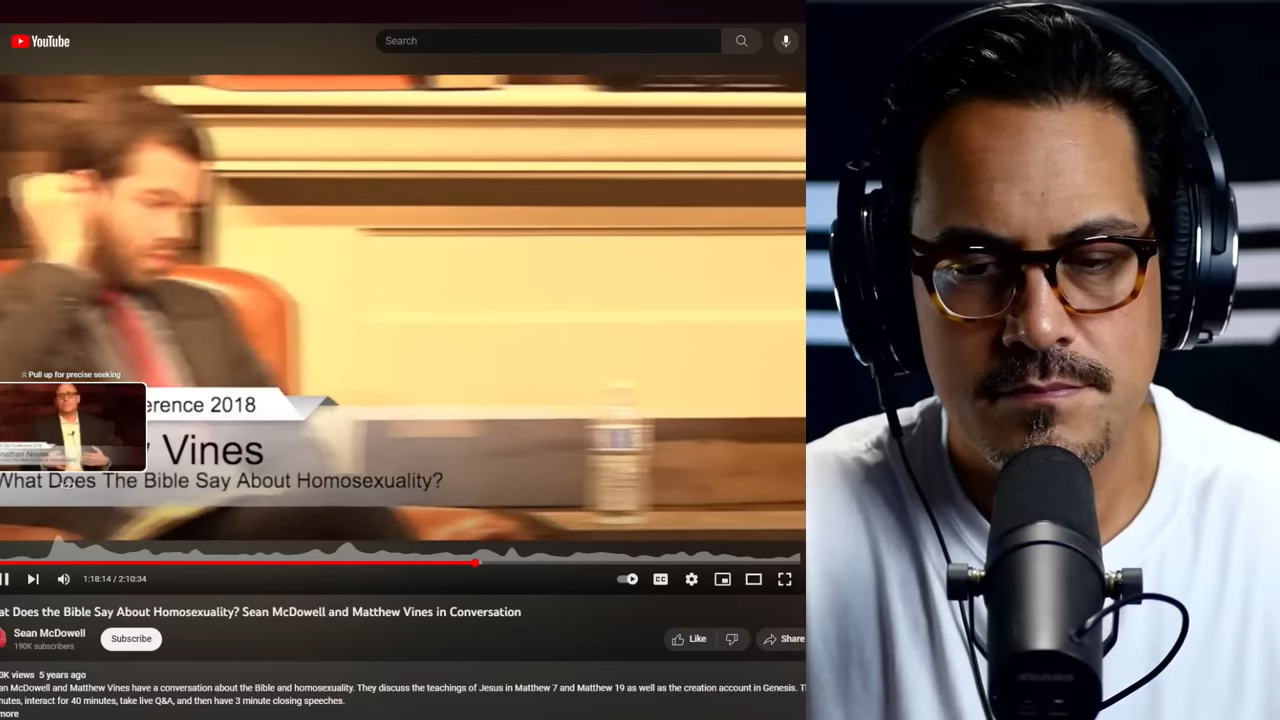 YouTube
Search
Pull up for precise seeking
erence 2018
Vines
What Does The Bible Say About Homosexuality?
1:18:14 / 2:10:34
at Does the Bible Say About Homosexuality? Sean McDowell and Matthew Vines in Conversation
Sean McDowell
190K subscribers
Subscribe
Like
Share
0K views 5 years ago
an McDowell and Matthew Vines have a conversation about the Bible and homosexuality. They discuss the teachings of Jesus in Matthew 7 and Matthew 19 as well as the creation account in Genesis. T
nutes, interact for 40 minutes, take live Q&A, and then have 3 minute closing speeches.
more